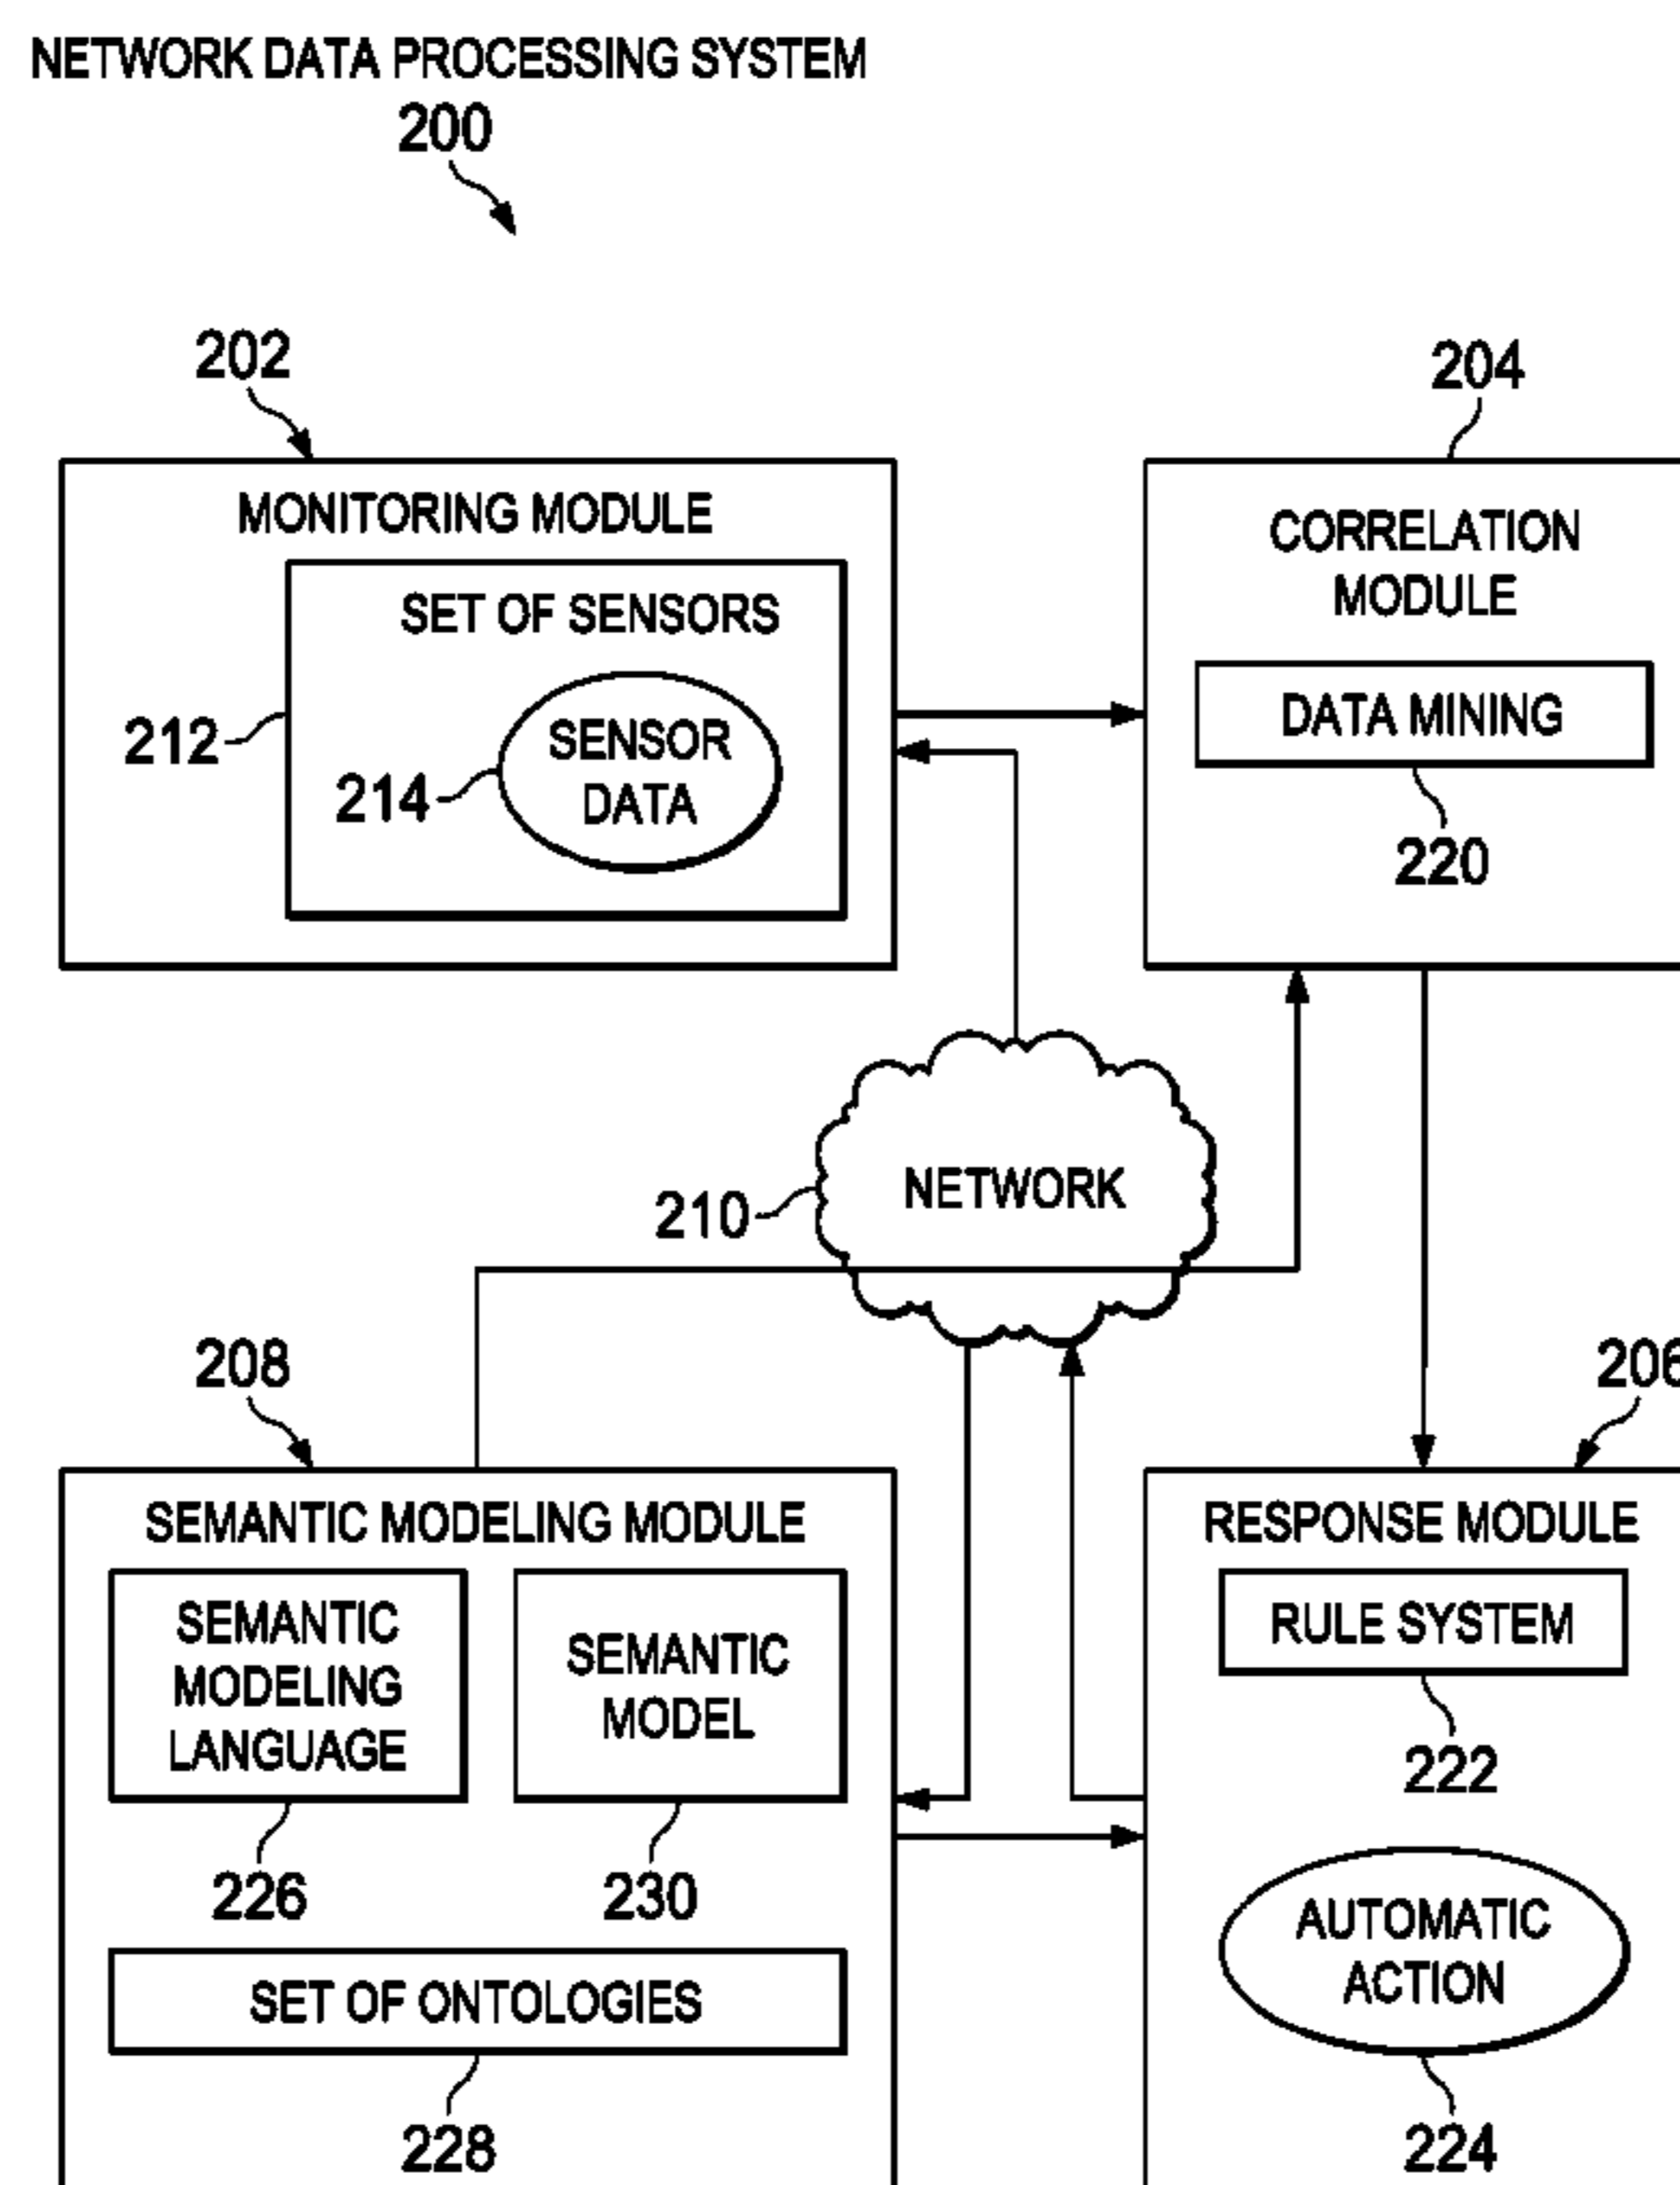 NETWORK DATA PROCESSING SYSTEM
200
202
204
MONITORING MODULE
SET OF SENSORS
SENSOR
DATA
212
214
CORRELATION
MODULE
DATA MINING
220
NETWORK
210
208
206
SEMANTIC MODELING MODULE
SEMANTIC
MODELING
LANGUAGE
226
SEMANTIC
MODEL
230
SET OF ONTOLOGIES
228
RESPONSE MODULE
RULE SYSTEM
222
AUTOMATIC
ACTION
224